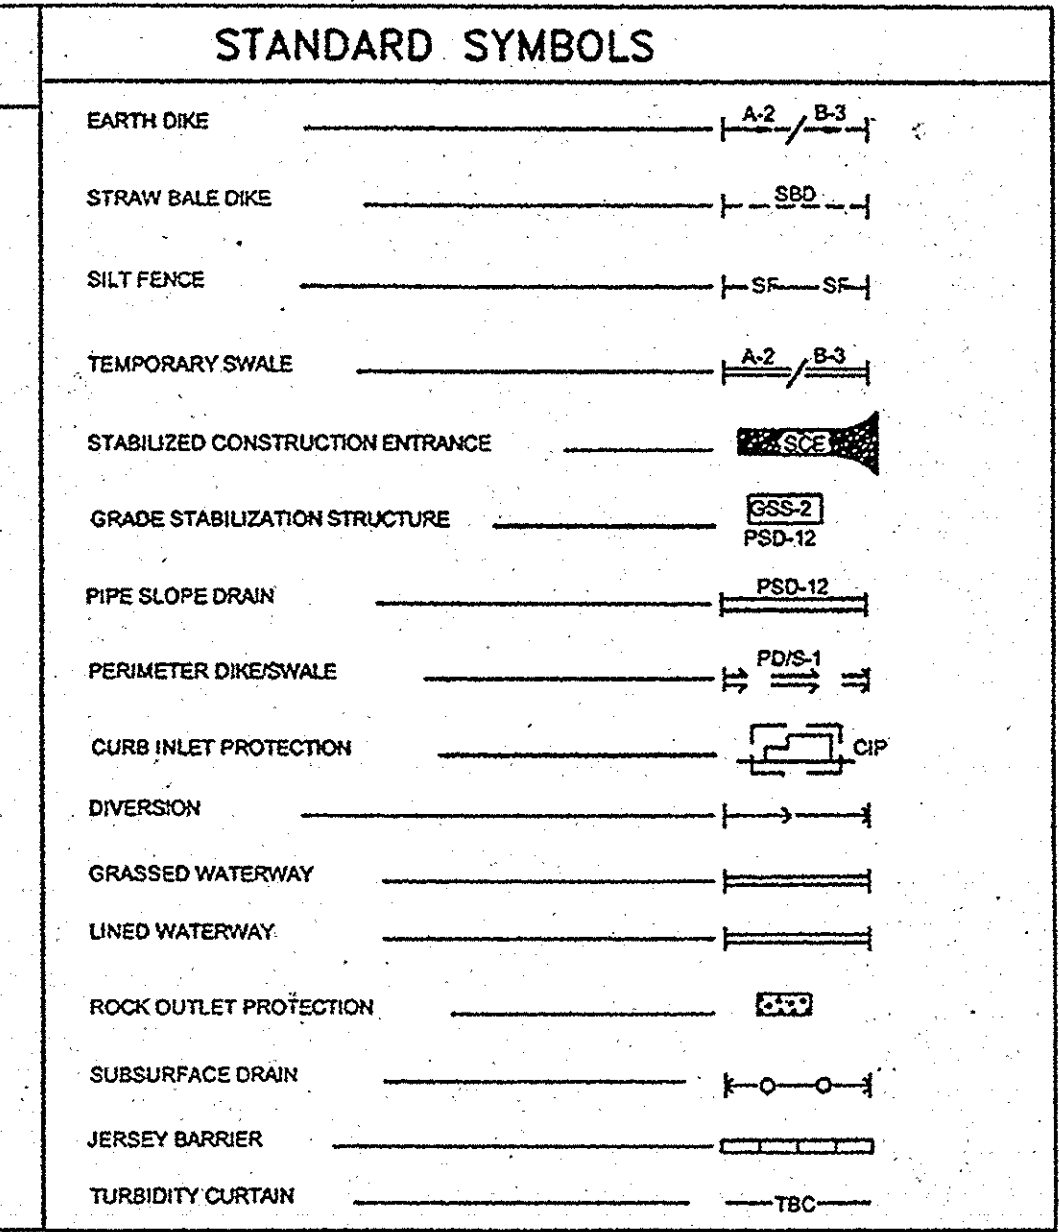 STANDARD SYMBOLS
EARTH DIKE A-2 B-3
STRAW BALE DIKE SBD
SILT FENCE SF SF
TEMPORARY SWALE A-2 B-3
STABILIZED CONSTRUCTION ENTRANCE SCE
GRADE STABILIZATION STRUCTURE GSS-2
PSD-12
PIPE SLOPE DRAIN PSD-12
PERIMETER DIKE/SWALE PD/S-1
CURB INLET PROTECTION CIP
DIVERSION
GRASSED WATERWAY
LINED WATERWAY
ROCK OUTLET PROTECTION
SUBSURFACE DRAIN
JERSEY BARRIER
TURBIDITY CURTAIN TBC